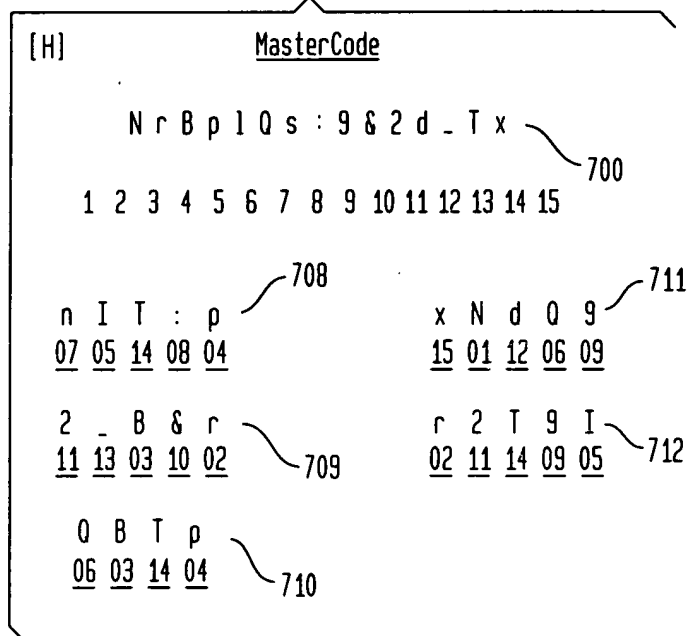 [H] MasterCode
N r B p l Q s : 9 & 2 d _ T x
700
1 2 3 4 5 6 7 8 9 10 11 12 13 14 15
708
n I T : p
07 05 14 08 04
711
x N d Q 9
15 01 12 06 09
2 _ B & r
11 13 03 10 02
709
r 2 T 9 I
02 11 14 09 05
712
Q B T p
06 03 14 04
710